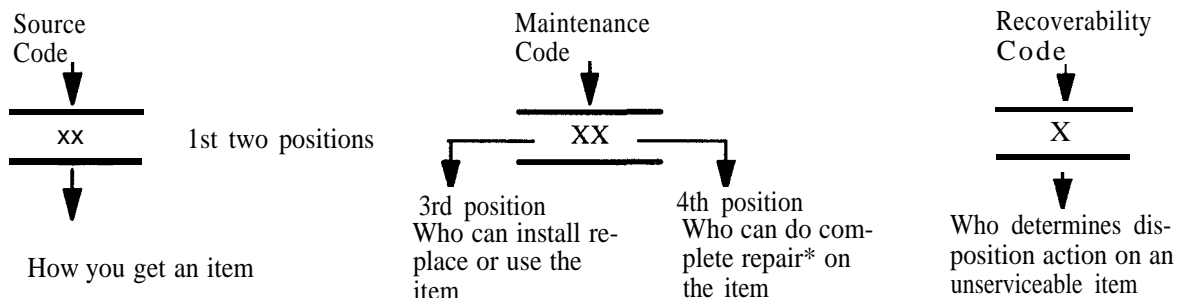 Source
Code
xx
1st two positions
How you get an item
Maintenance
Code
XX
3rd position
Who can install re-
place or use the
item
4th position
Who can do com-
plete repair* on
the item
Recoverability
Code
X
Who determines dis-
position action on an
unserviceable item